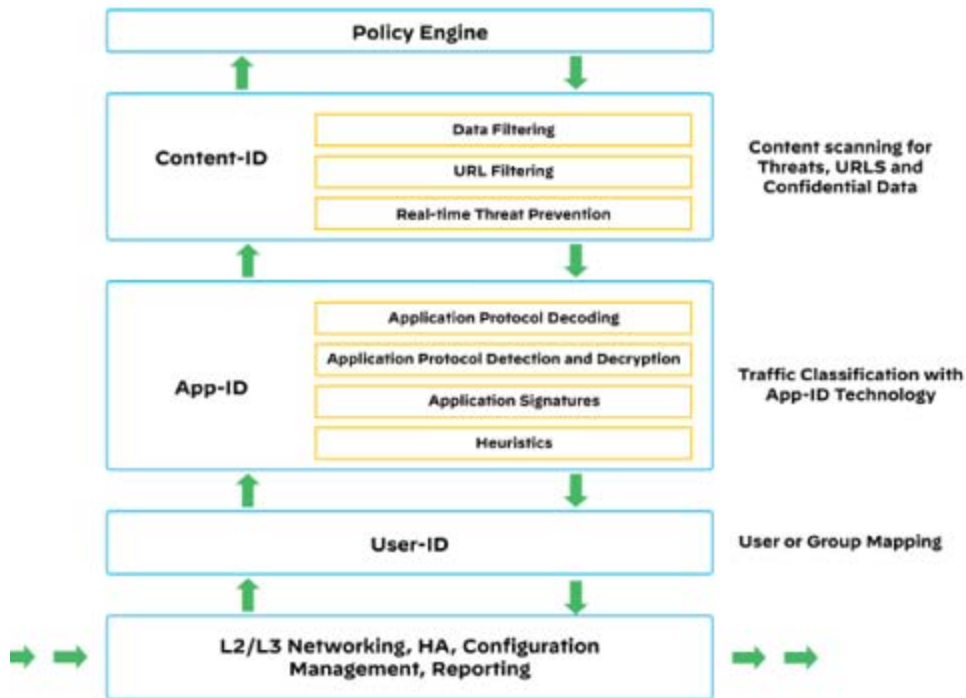 Policy Engine
Content-ID
Data Filtering
URL Filtering
Real-time Threat Prevention
Content scanning for
Threats, URLS and
Confidential Data
App-ID
Application Protocol Decoding
Application Protocol Detection and Decryption
Application Signatures
Heuristics
Traffic Classification with
App-ID Technology
User-ID
User or Group Mapping
L2/L3 Networking, HA, Configuration
Management, Reporting